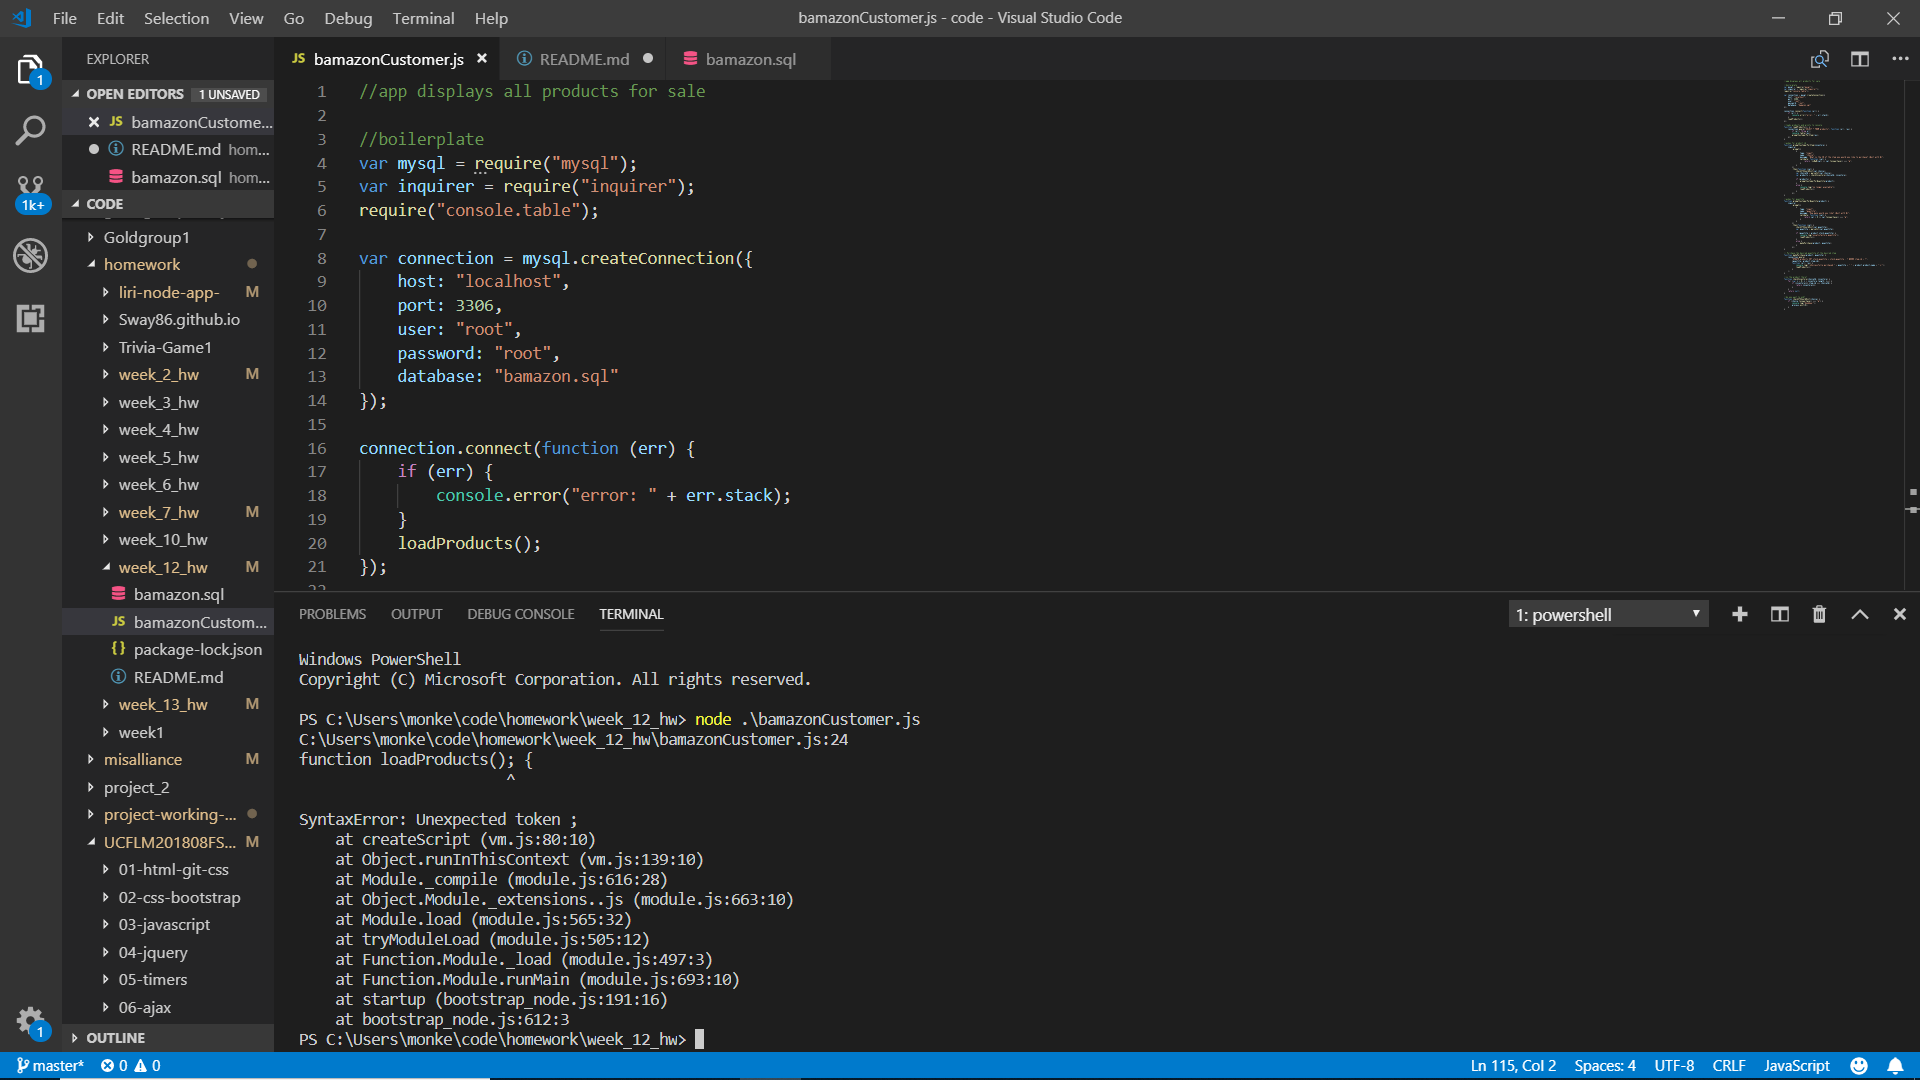 File Edit Selection View Go Debug Terminal Help
bamazonCustomer.js - code - Visual Studio Code
EXPLORER
OPEN EDITORS 1 UNSAVED
JS bamazonCustome...
README.md hom...
bamazon.sql hom...
CODE
Goldgroup1
homework
liri-node-app- M
Sway86.github.io
Trivia-Game1
week_2_hw M
week_3_hw
week_4_hw
week_5_hw
week_6_hw
week_7_hw M
week_10_hw
week_12_hw M
bamazon.sql
JS bamazonCustom...
{} package-lock.json
README.md
week_13_hw M
week1
misalliance M
project_2
project-working-...
UCFLM201808FS... M
01-html-git-css
02-css-bootstrap
03-javascript
04-jquery
05-timers
06-ajax
OUTLINE
1
1k+
1
JS bamazonCustomer.js README.md bamazon.sql
1 //app displays all products for sale
2
3 //boilerplate
4 var mysql = require("mysql");
5 var inquirer = require("inquirer");
6 require("console.table");
7
8 var connection = mysql.createConnection({
9 host: "localhost",
10 port: 3306,
11 user: "root",
12 password: "root",
13 database: "bamazon.sql"
14 });
15
16 connection.connect(function (err) {
17 if (err) {
18 console.error("error: " + err.stack);
19 }
20 loadProducts();
21 });
22
PROBLEMS OUTPUT DEBUG CONSOLE TERMINAL
1: powershell
Windows PowerShell
Copyright (C) Microsoft Corporation. All rights reserved.
PS C:\Users\monke\code\homework\week_12_hw> node .\bamazonCustomer.js
C:\Users\monke\code\homework\week_12_hw\bamazonCustomer.js:24
function loadProducts(); {
^
SyntaxError: Unexpected token ;
at createScript (vm.js:80:10)
at Object.runInThisContext (vm.js:139:10)
at Module._compile (module.js:616:28)
at Object.Module._extensions..js (module.js:663:10)
at Module.load (module.js:565:32)
at tryModuleLoad (module.js:505:12)
at Function.Module._load (module.js:497:3)
at Function.Module.runMain (module.js:693:10)
at startup (bootstrap_node.js:191:16)
at bootstrap_node.js:612:3
PS C:\Users\monke\code\homework\week_12_hw>
master* 0 0
Ln 115, Col 2 Spaces: 4 UTF-8 CRLF JavaScript